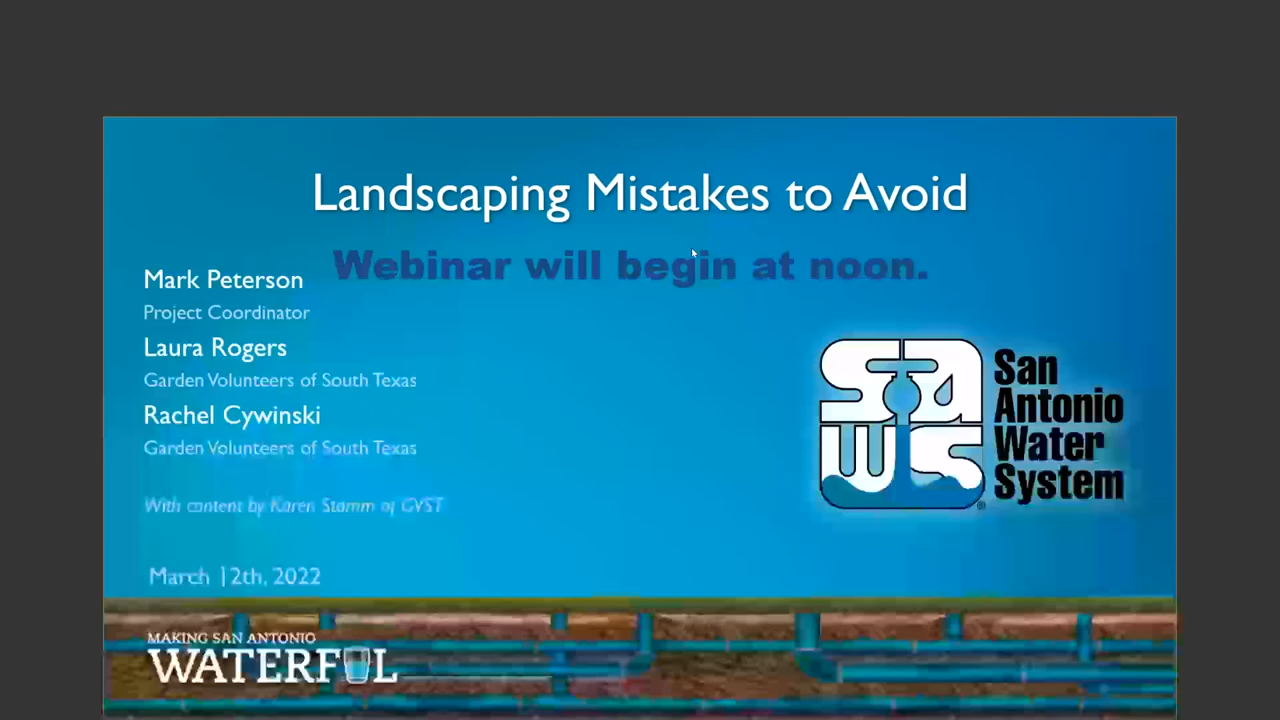 Landscaping Mistakes to Avoid
Webinar will begin at noon.
Mark Peterson
Project Coordinator
Laura Rogers
Garden Volunteers of South Texas
Rachel Cywinski
Garden Volunteers of South Texas
With content by Karen Stamm of GVST
March 12th, 2022
SAWS
San
Antonio
Water
System
®
MAKING SAN ANTONIO
WATERFUL